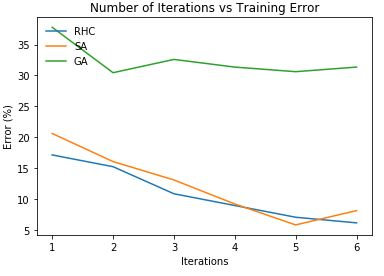 Number of Iterations vs Training Error
RHC
SA
GA
35
30
25
20
15
10
5
Error (%)
1 2 3 4 5 6
Iterations